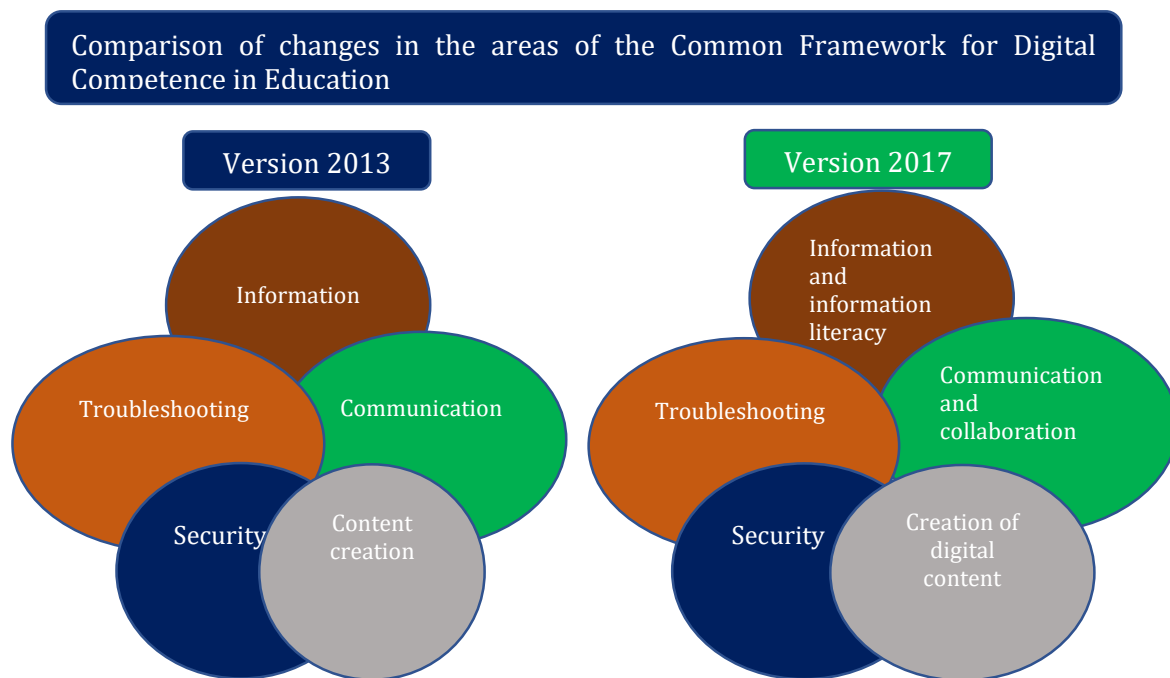 Comparison of changes in the areas of the Common Framework for Digital
Competence in Education
Version 2013
Information
Troubleshooting
Communication
Security
Content
creation
Version 2017
Information
and
information
literacy
Troubleshooting
Communication
and
collaboration
Security
Creation of
digital
content